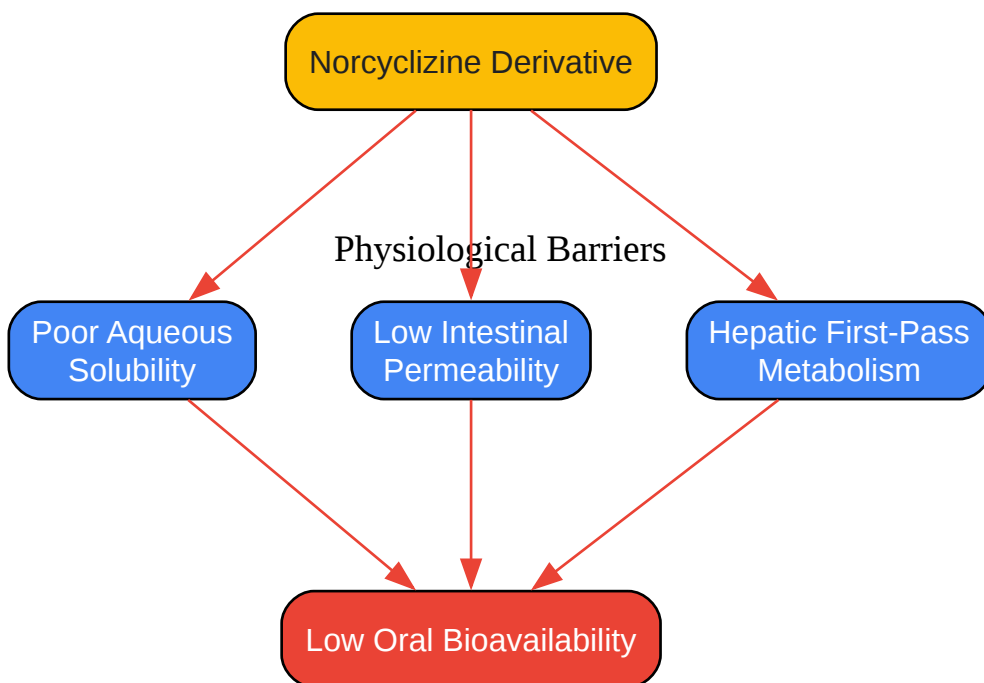 Norcyclizine Derivative
Physiological Barriers
Poor Aqueous
Solubility
Low Intestinal
Permeability
Hepatic First-Pass
Metabolism
Low Oral Bioavailability